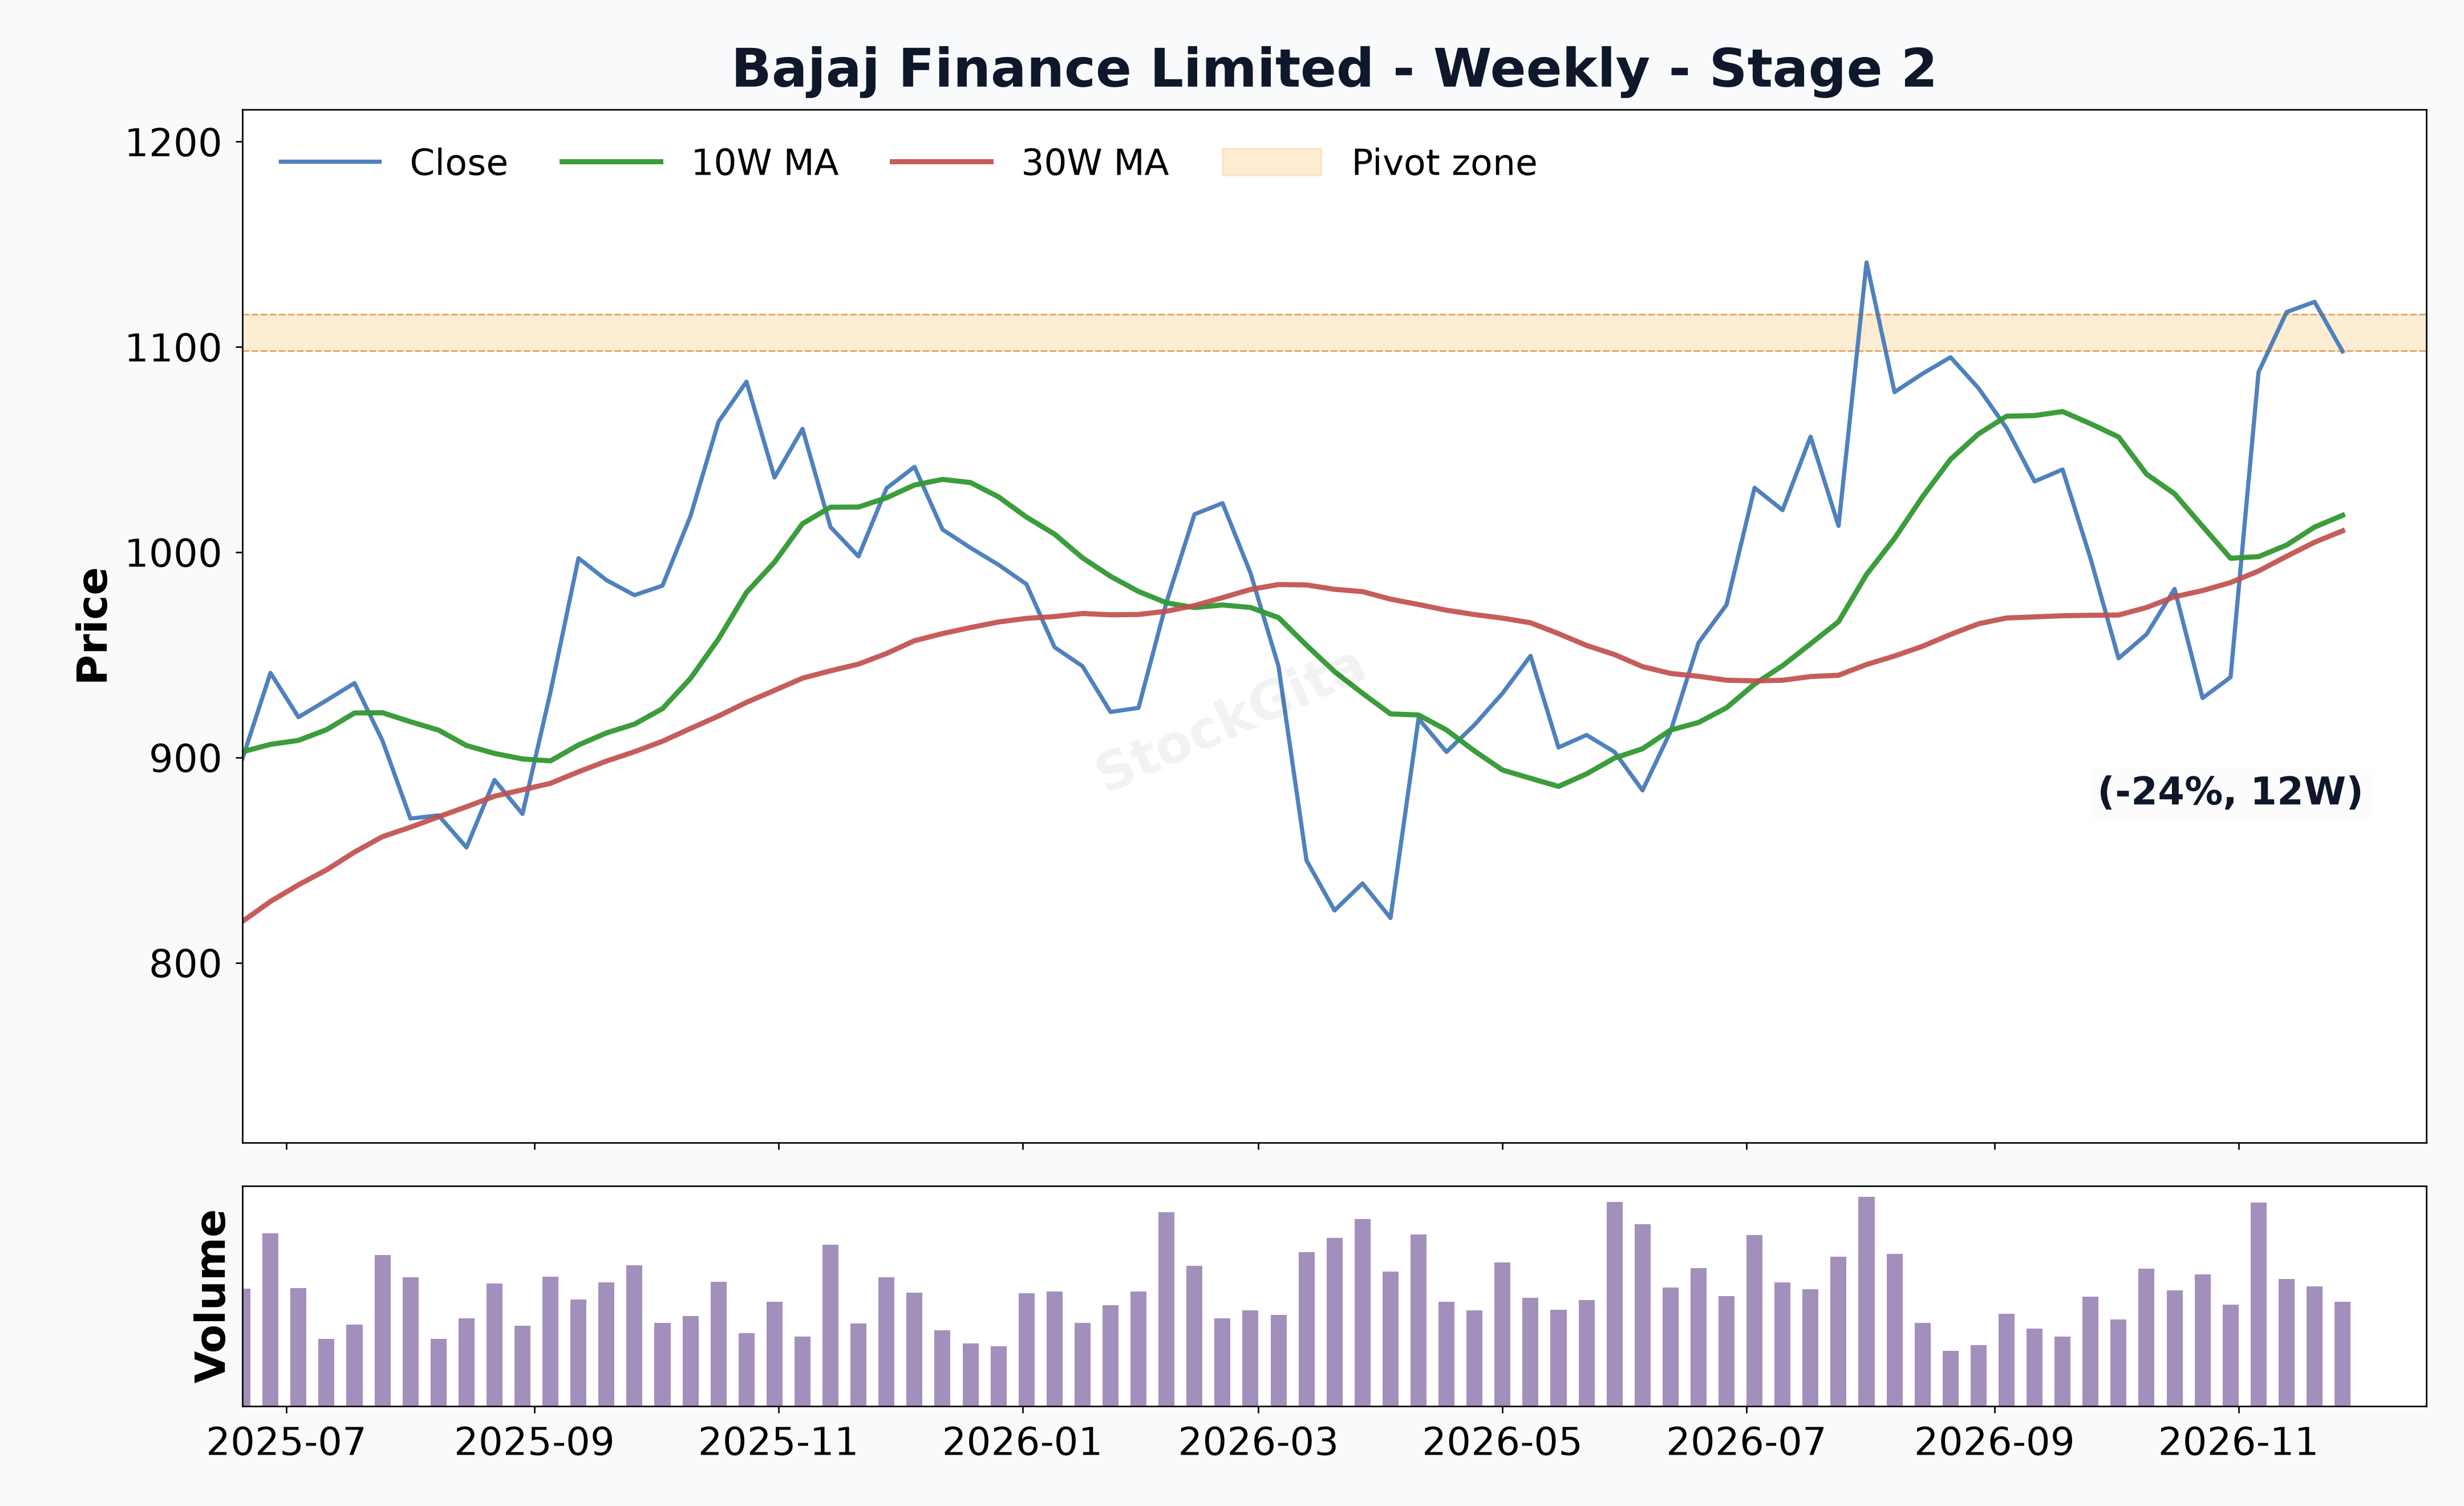 Bajaj Finance Limited - Weekly - Stage 2
Close 10W MA 30W MA Pivot zone
1200
1100
1000
900
800
Price
StockGita
(-24%, 12W)
Volume
2025-07 2025-09 2025-11 2026-01 2026-03 2026-05 2026-07 2026-09 2026-11